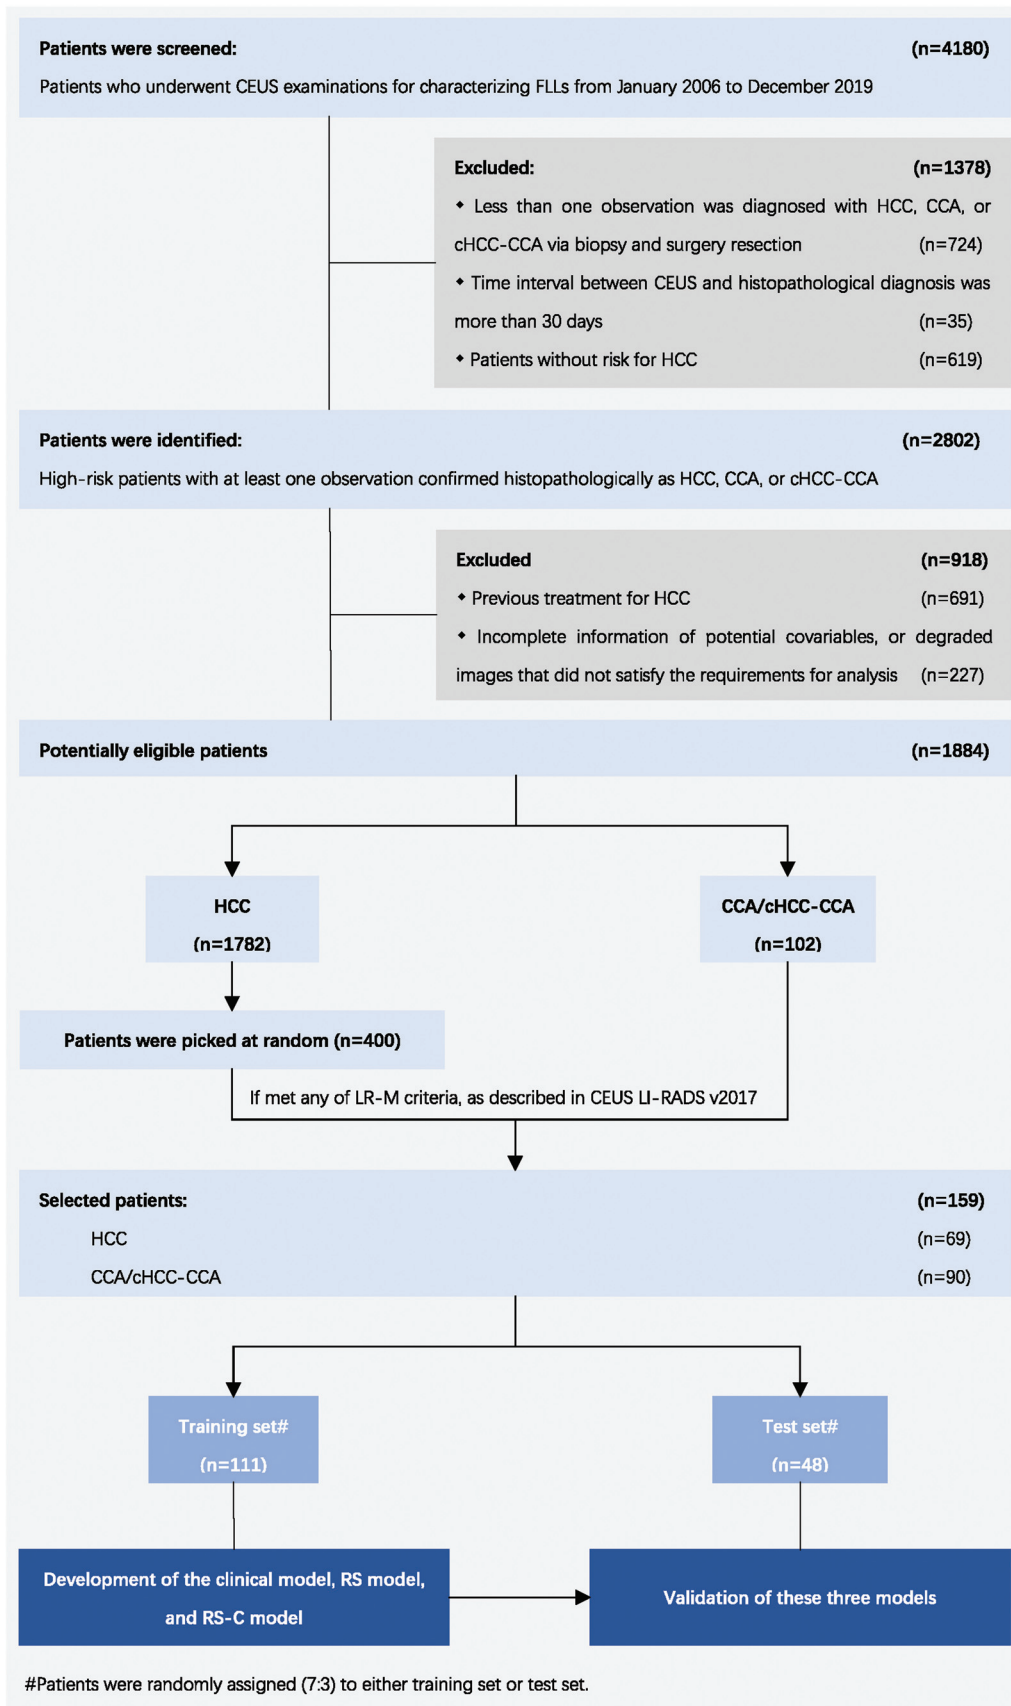 Patients were screened: (n=4180)
Patients who underwent CEUS examinations for characterizing FLLs from January 2006 to December 2019
Excluded: (n=1378)
◆ Less than one observation was diagnosed with HCC, CCA, or
cHCC-CCA via biopsy and surgery resection (n=724)
◆ Time interval between CEUS and histopathological diagnosis was
more than 30 days (n=35)
◆ Patients without risk for HCC (n=619)
Patients were identified: (n=2802)
High-risk patients with at least one observation confirmed histopathologically as HCC, CCA, or cHCC-CCA
Excluded (n=918)
◆ Previous treatment for HCC (n=691)
◆ Incomplete information of potential covariables, or degraded
images that did not satisfy the requirements for analysis (n=227)
Potentially eligible patients (n=1884)
HCC
(n=1782)
CCA/cHCC-CCA
(n=102)
Patients were picked at random (n=400)
If met any of LR-M criteria, as described in CEUS LI-RADS v2017
Selected patients: (n=159)
HCC (n=69)
CCA/cHCC-CCA (n=90)
Training set#
(n=111)
Test set#
(n=48)
Development of the clinical model, RS model,
and RS-C model
Validation of these three models
#Patients were randomly assigned (7:3) to either training set or test set.